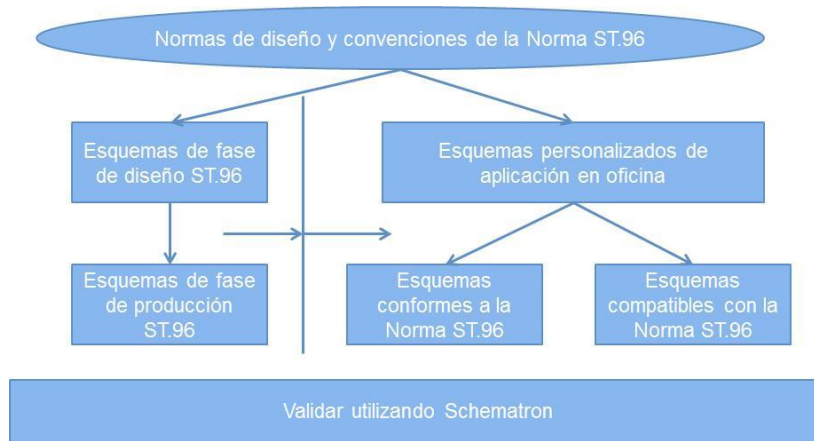 Normas de diseño y convenciones de la Norma ST.96
Esquemas de fase
de diseño ST.96
Esquemas personalizados de
aplicación en oficina
Esquemas de fase
de producción
ST.96
Esquemas
conformes a la
Norma ST.96
Esquemas
compatibles con la
Norma ST.96
Validar utilizando Schematron